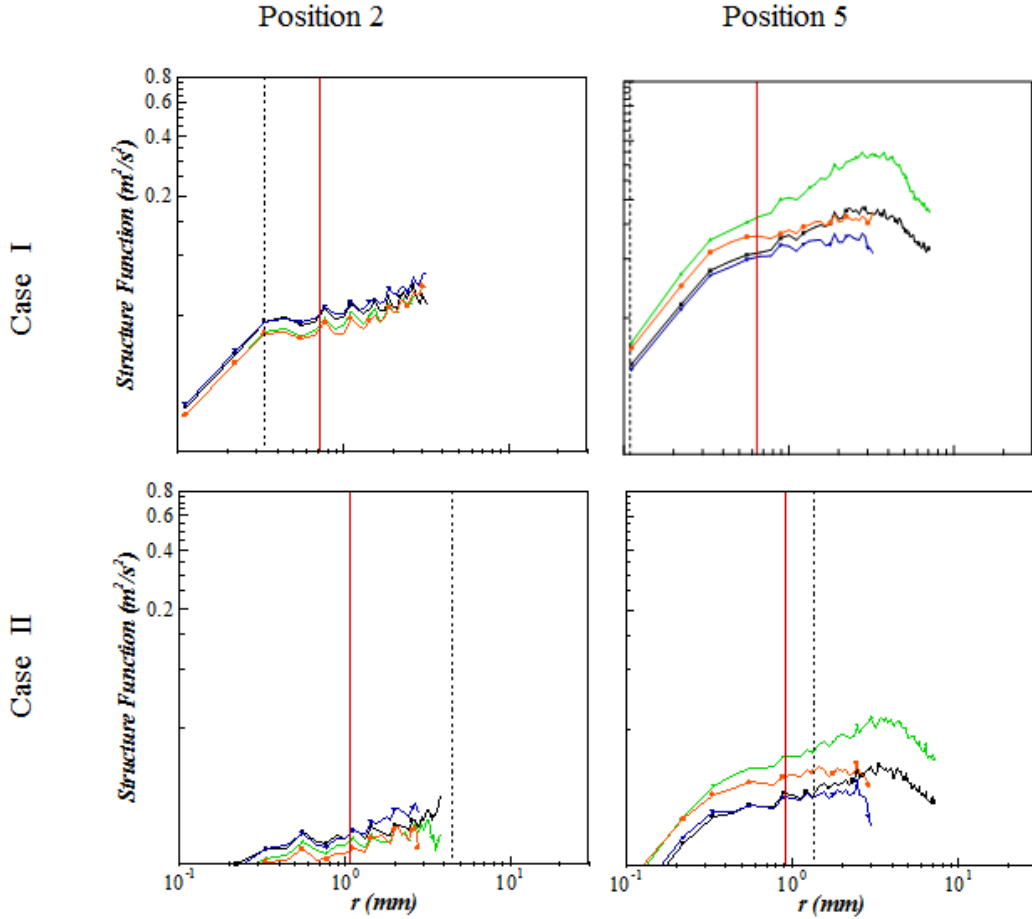 Position 2
Position 5
Case I
Structure Function (m²/s²)
0.8
0.6
0.4
0.2
Case II
Structure Function (m²/s²)
0.8
0.6
0.4
0.2
10⁻¹ 10⁰ 10¹
r (mm)
10⁻¹ 10⁰ 10¹
r (mm)